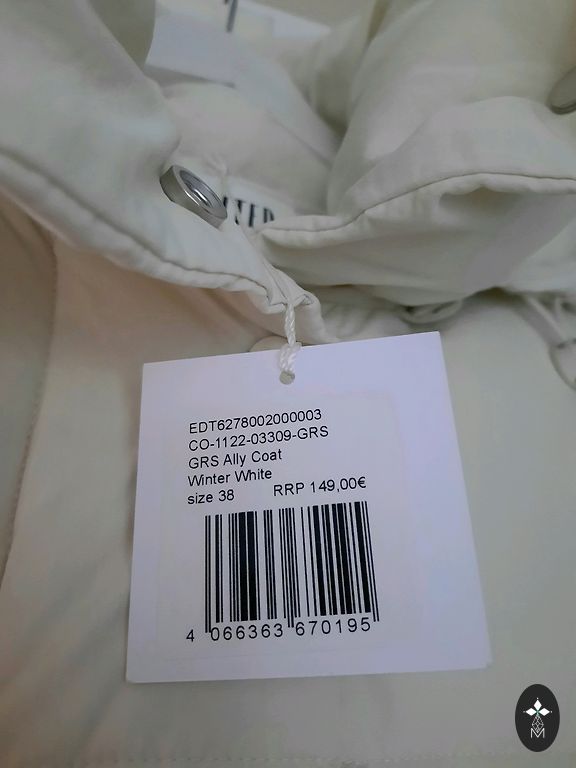 EDT6278002000003
CO-1122-03309-GRS
GRS Ally Coat
Winter White
size 38 RRP 149,00€
4 066363 670195
M